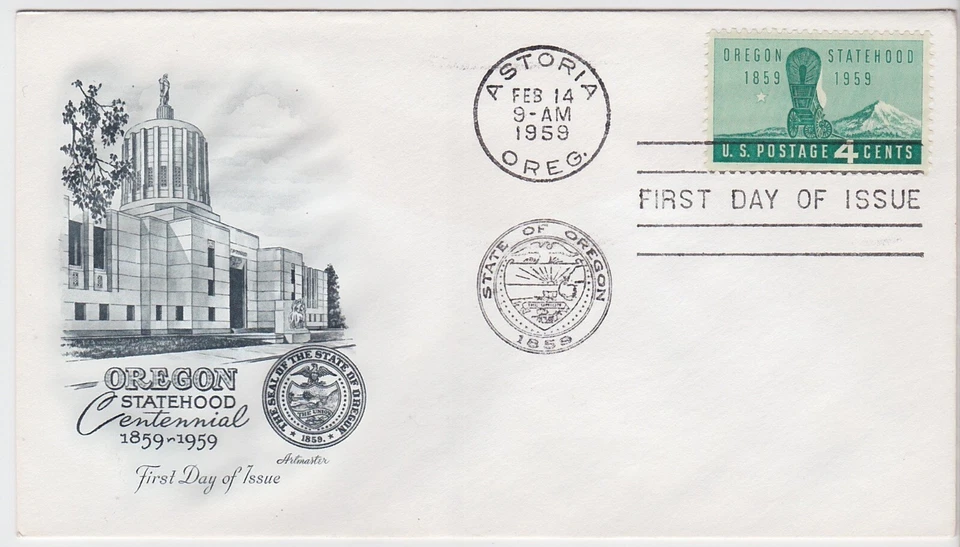 ASTORIA
FEB 14
9-AM
1959
OREG.
OREGON STATEHOOD
1859 1959
U.S. POSTAGE 4 CENTS
FIRST DAY OF ISSUE
STATE OF OREGON
1859
OREGON
STATEHOOD
Centennial
1859-1959
THE SEAL OF THE STATE OF OREGON
THE UNION
1859.
Artmaster
First Day of Issue